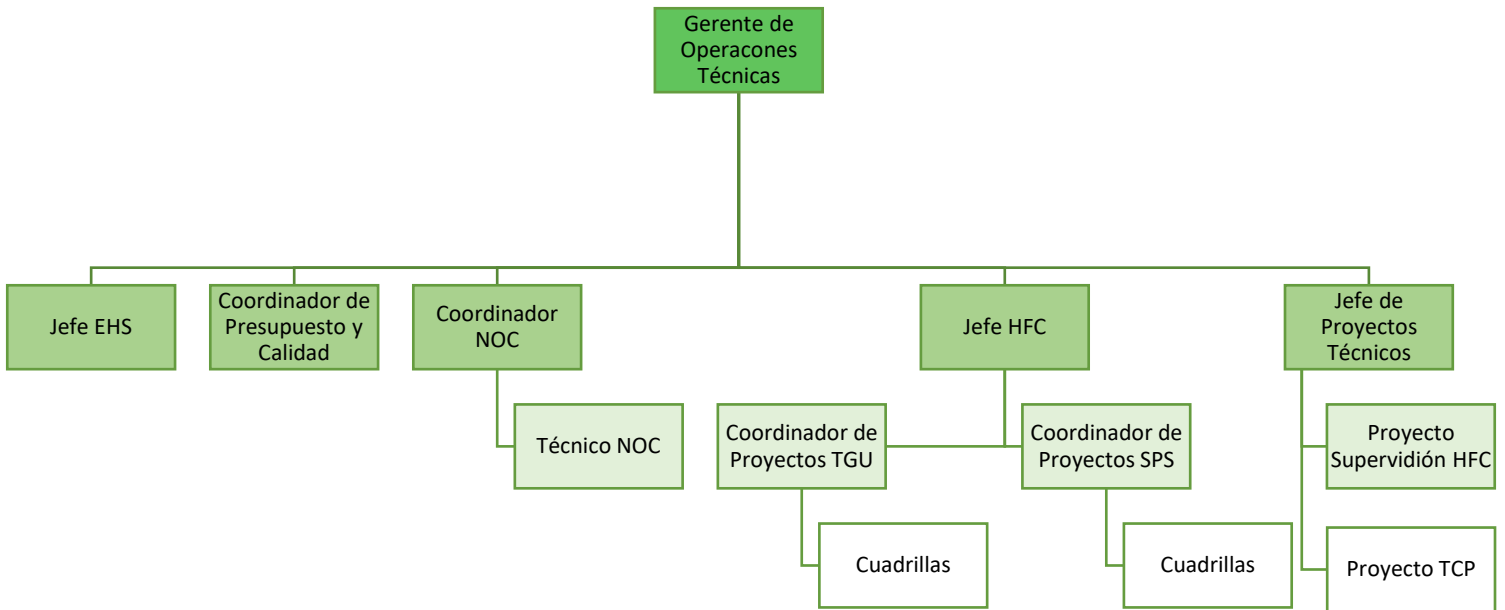 Gerente de
Operacones
Técnicas
Jefe EHS
Coordinador de
Presupuesto y
Calidad
Coordinador
NOC
Jefe HFC
Jefe de
Proyectos
Técnicos
Técnico NOC
Coordinador de
Proyectos TGU
Coordinador de
Proyectos SPS
Proyecto
Supervidión HFC
Cuadrillas
Cuadrillas
Proyecto TCP